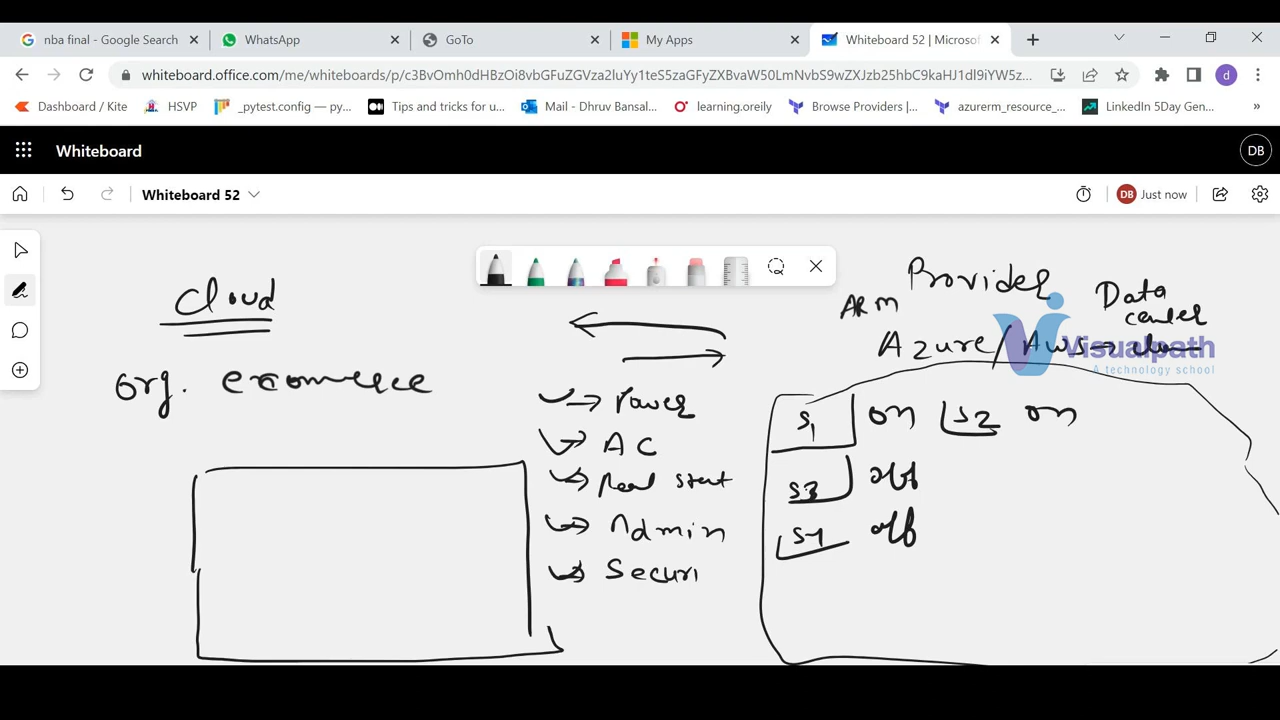 nba final - Google Search
WhatsApp
GoTo
My Apps
Whiteboard 52 | Microsof
whiteboard.office.com/me/whiteboards/p/c3BvOmh0dHBzOi8vbGFuZGVza2luYy1teS5zaGFyZXBvaW50LmNvbS9wZXJzb25hbC9kaHJ1dl9iYW5z...
d
Dashboard / Kite
HSVP
_pytest.config — py...
Tips and tricks for u...
Mail - Dhruv Bansal...
learning.oreily
Browse Providers |...
azurerm_resource_...
LinkedIn 5Day Gen...
»
Whiteboard
DB
Whiteboard 52
DB Just now
Cloud
Provider
ARM
Data
center
Azure/AWS
Visualpath
A technology school
org.
Power
AC
Admin
Securi
S1 on S2 on
S3 off
S4 off